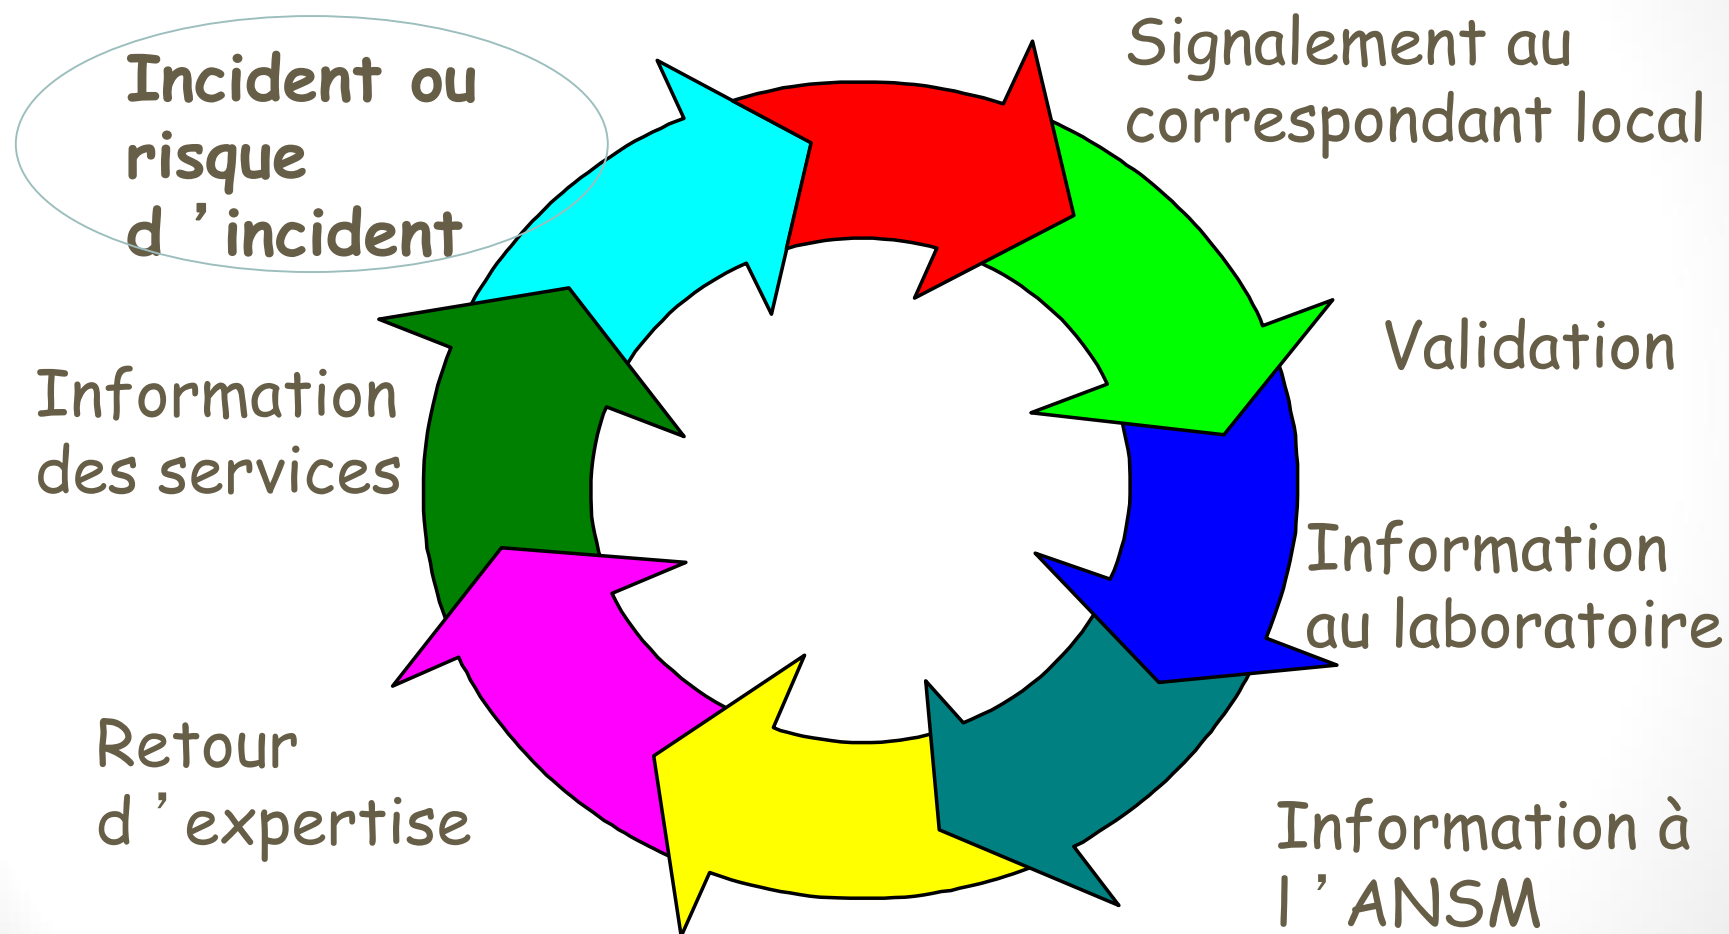 Incident ou
risque
d ’ incident
Signalement au
correspondant local
Validation
Information
au laboratoire
Information à
l ’ ANSM
Retour
d ’ expertise
Information
des services